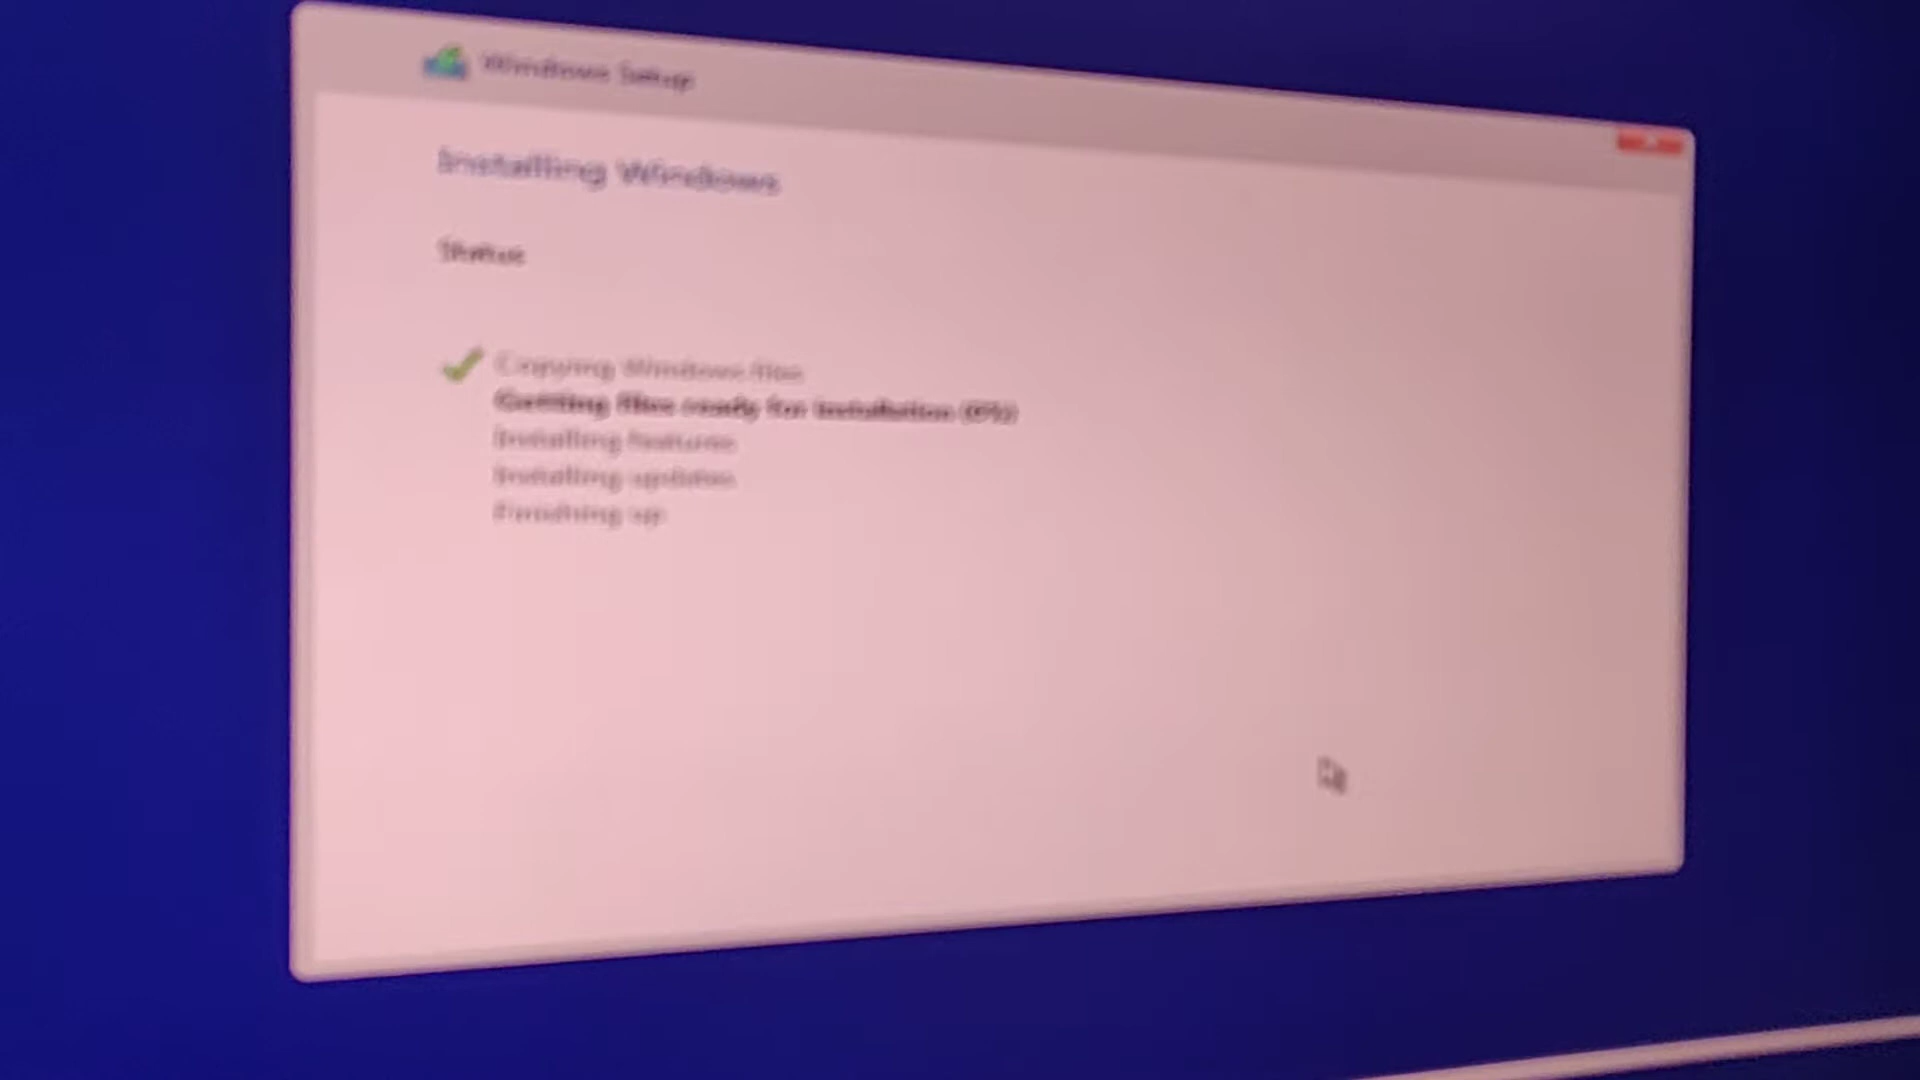 Windows Setup
Installing Windows
Status
Copying Windows files
Getting files ready for installation (0%)
Installing features
Installing updates
Finishing up